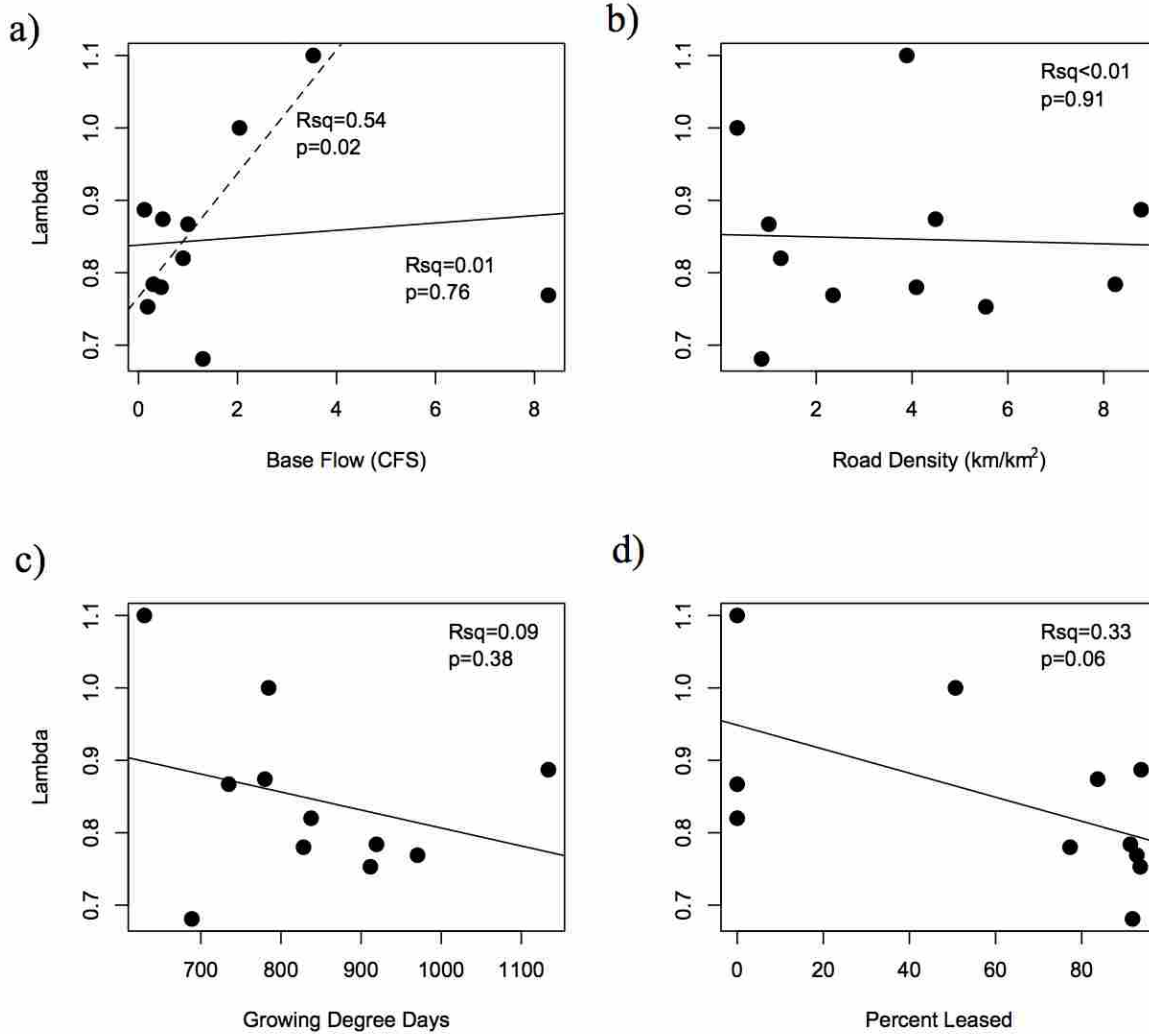 a)
Lambda
1.1
1.0
0.9
0.8
0.7
Rsq=0.54
p=0.02
Rsq=0.01
p=0.76
0 2 4 6 8
Base Flow (CFS)
b)
1.1
1.0
0.9
0.8
0.7
Rsq<0.01
p=0.91
2 4 6 8
Road Density (km/km²)
c)
Lambda
1.1
1.0
0.9
0.8
0.7
Rsq=0.09
p=0.38
700 800 900 1000 1100
Growing Degree Days
d)
1.1
1.0
0.9
0.8
0.7
Rsq=0.33
p=0.06
0 20 40 60 80
Percent Leased